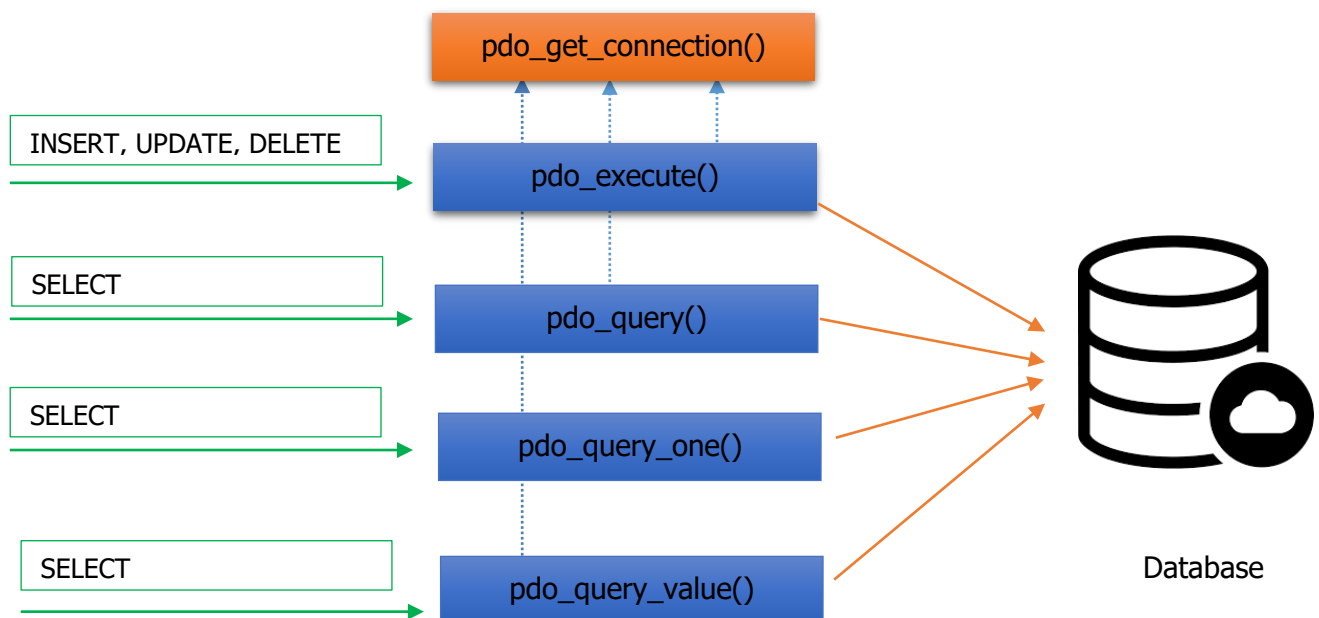 pdo_get_connection()
INSERT, UPDATE, DELETE
pdo_execute()
SELECT
pdo_query()
SELECT
pdo_query_one()
SELECT
pdo_query_value()
Database